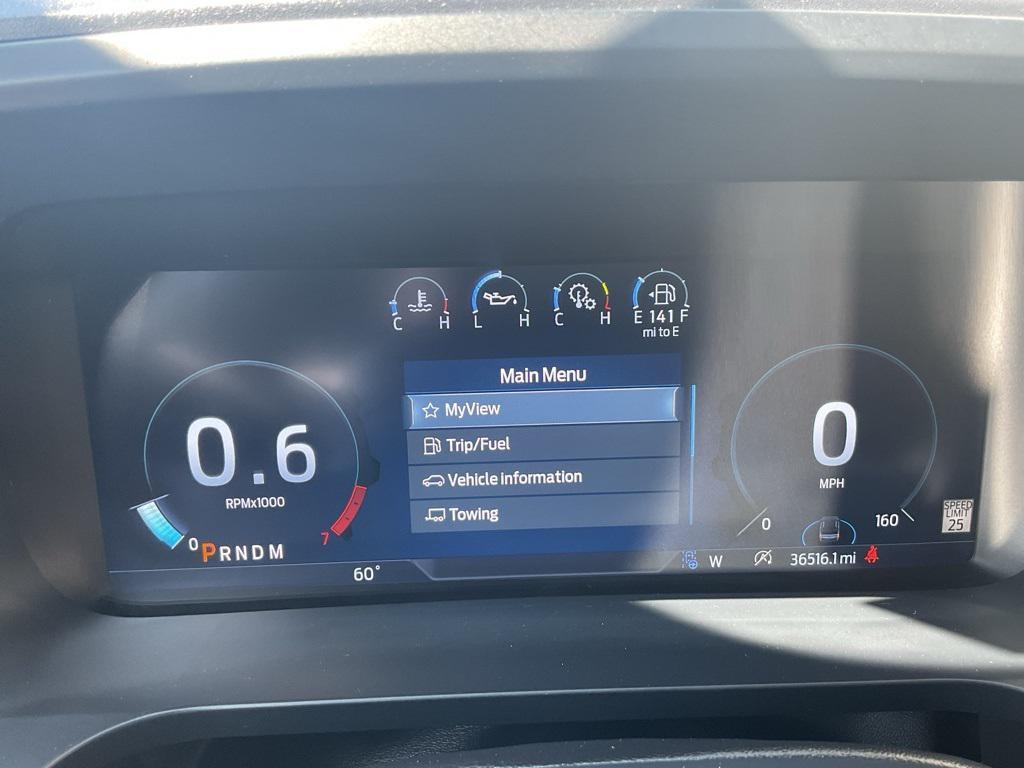 C H
L H
C H
E 141 F
mi to E
Main Menu
MyView
Trip/Fuel
Vehicle information
Towing
0.6
RPMx1000
0
7
PRNDM
60°
0
MPH
0
160
SPEED
LIMIT
25
W
36516.1 mi